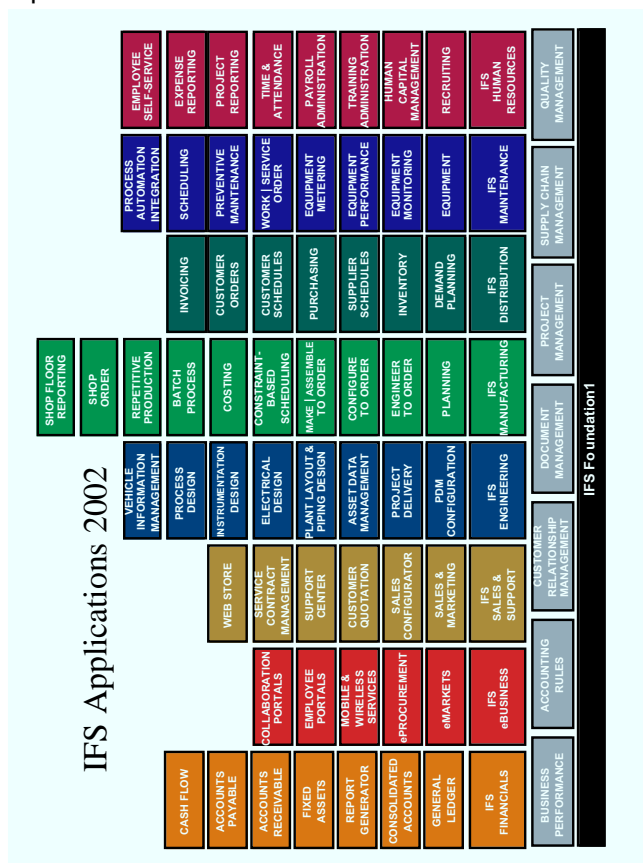 SHOP FLOOR
REPORTING
IFS Applications 2002
SHOP
ORDER
VEHICLE
INFORMATION
MANAGEMENT
REPETITIVE
PRODUCTION
PROCESS
AUTOMATION
INTEGRATION
EMPLOYEE
SELF-SERVICE
CASH FLOW
PROCESS
DESIGN
BATCH
PROCESS
INVOICING
SCHEDULING
EXPENSE
REPORTING
ACCOUNTS
PAYABLE
WEB STORE
INSTRUMENTATION
DESIGN
COSTING
CUSTOMER
ORDERS
PREVENTIVE
MAINTENANCE
PROJECT
REPORTING
ACCOUNTS
RECEIVABLE
COLLABORATION
PORTALS
SERVICE
CONTRACT
MANAGEMENT
ELECTRICAL
DESIGN
CONSTRAINT-
BASED
SCHEDULING
CUSTOMER
SCHEDULES
WORK | SERVICE
ORDER
TIME &
ATTENDANCE
FIXED
ASSETS
EMPLOYEE
PORTALS
SUPPORT
CENTER
PLANT LAYOUT &
PIPING DESIGN
MAKE | ASSEMBLE
TO ORDER
PURCHASING
EQUIPMENT
METERING
PAYROLL
ADMINISTRATION
REPORT
GENERATOR
MOBILE &
WIRELESS
SERVICES
CUSTOMER
QUOTATION
ASSET DATA
MANAGEMENT
CONFIGURE
TO ORDER
SUPPLIER
SCHEDULES
EQUIPMENT
PERFORMANCE
TRAINING
ADMINISTRATION
CONSOLIDATED
ACCOUNTS
ePROCUREMENT
SALES
CONFIGURATOR
PROJECT
DELIVERY
ENGINEER
TO ORDER
INVENTORY
EQUIPMENT
MONITORING
HUMAN
CAPITAL
MANAGEMENT
GENERAL
LEDGER
eMARKETS
SALES &
MARKETING
PDM
CONFIGURATION
PLANNING
DEMAND
PLANNING
EQUIPMENT
RECRUITING
IFS
FINANCIALS
IFS
eBUSINESS
IFS
SALES &
SUPPORT
IFS
ENGINEERING
IFS
MANUFACTURING
IFS
DISTRIBUTION
IFS
MAINTENANCE
IFS
HUMAN
RESOURCES
BUSINESS
PERFORMANCE
ACCOUNTING
RULES
CUSTOMER
RELATIONSHIP
MANAGEMENT
DOCUMENT
MANAGEMENT
PROJECT
MANAGEMENT
SUPPLY CHAIN
MANAGEMENT
QUALITY
MANAGEMENT
IFS Foundation1